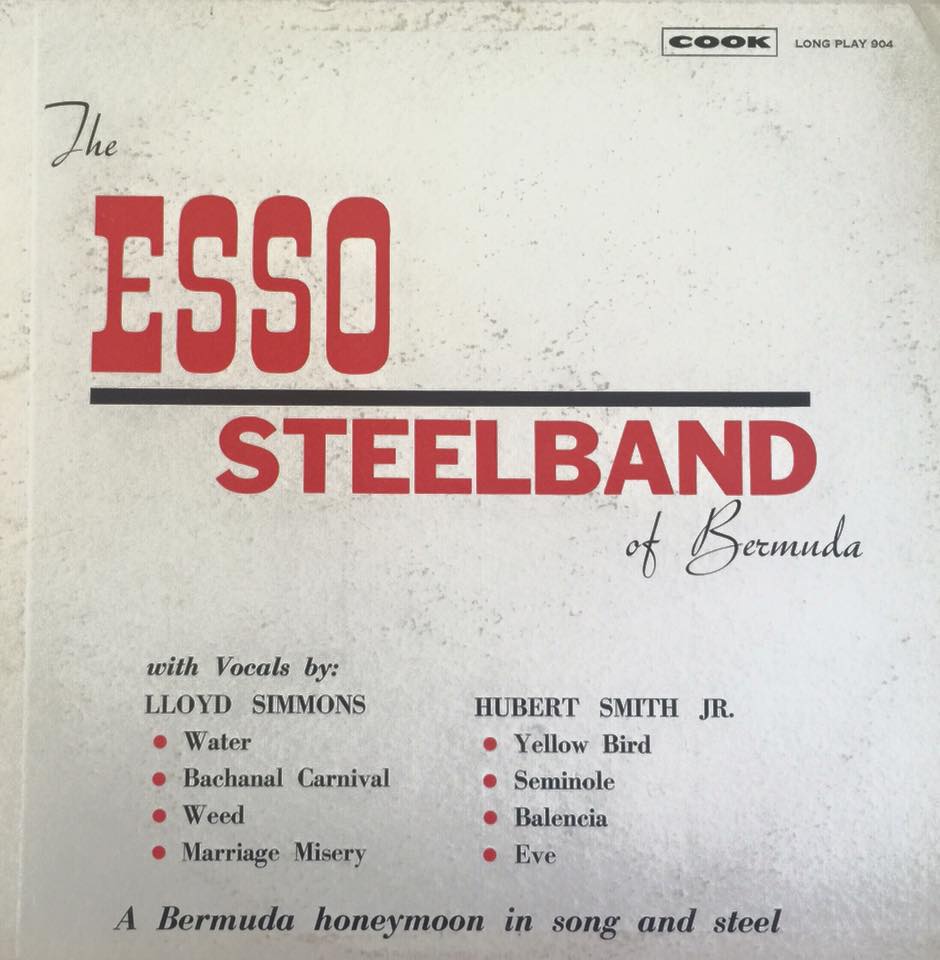 COOK LONG PLAY 904
The
ESSO
STEELBAND
of Bermuda
with Vocals by:
LLOYD SIMMONS
Water
Bachanal Carnival
Weed
Marriage Misery
HUBERT SMITH JR.
Yellow Bird
Seminole
Balencia
Eve
A Bermuda honeymoon in song and steel